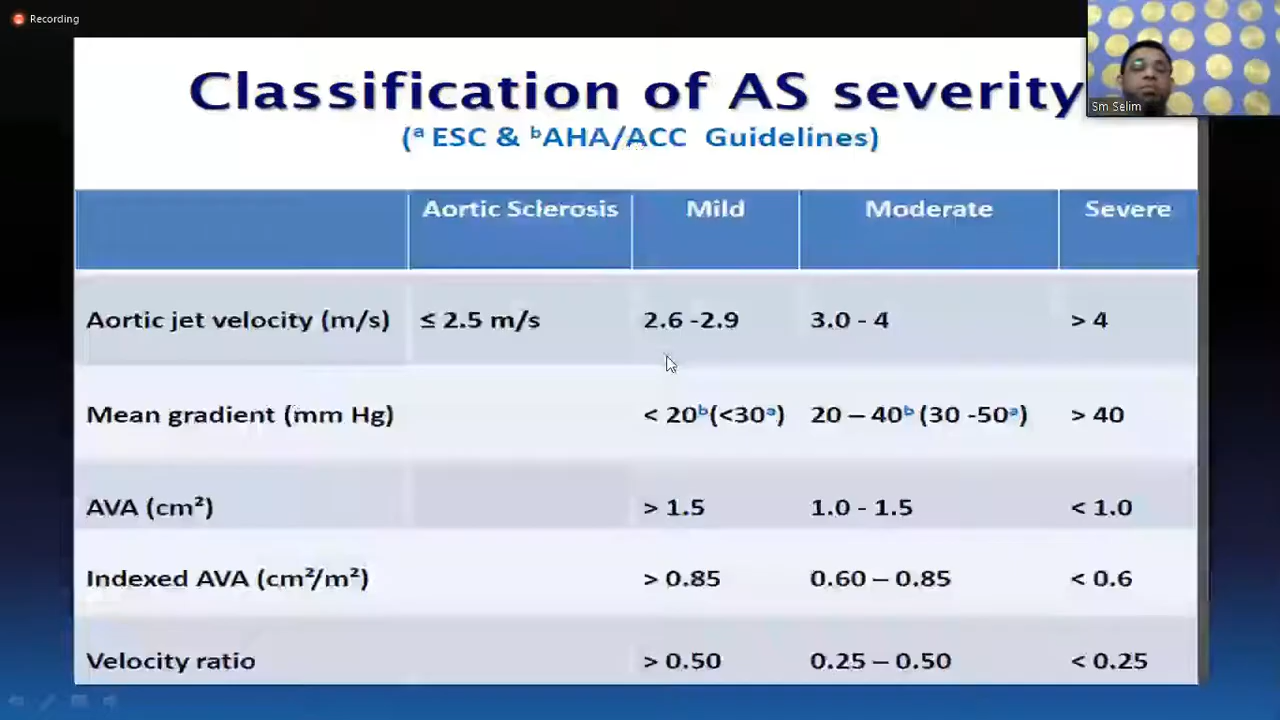 Recording
Sm Selim
Classification of AS severity
(ᵃ ESC & ᵇAHA/ACC Guidelines)
Aortic Sclerosis Mild Moderate Severe
Aortic jet velocity (m/s) ≤ 2.5 m/s 2.6 -2.9 3.0 - 4 > 4
Mean gradient (mm Hg) < 20ᵇ(<30ᵃ) 20 – 40ᵇ (30 -50ᵃ) > 40
AVA (cm²) > 1.5 1.0 - 1.5 < 1.0
Indexed AVA (cm²/m²) > 0.85 0.60 – 0.85 < 0.6
Velocity ratio > 0.50 0.25 – 0.50 < 0.25